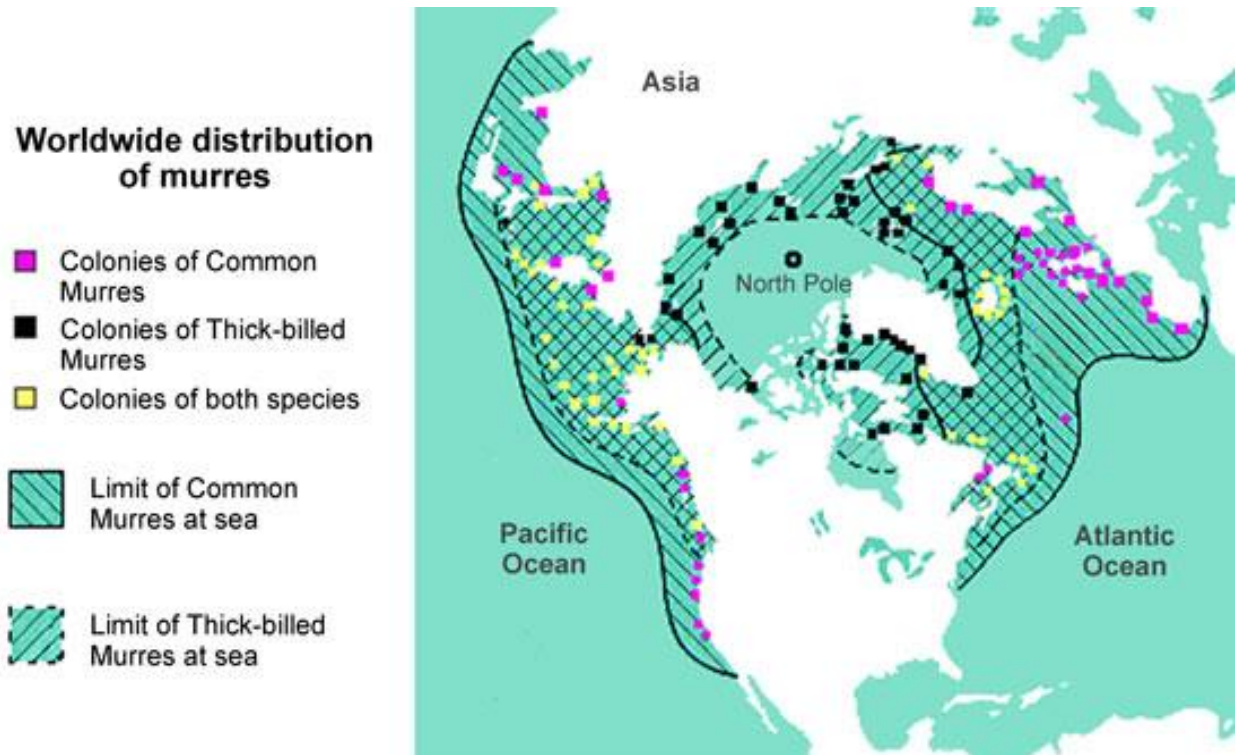 Worldwide distribution
of murres
Colonies of Common
Murres
Colonies of Thick-billed
Murres
Colonies of both species
Limit of Common
Murres at sea
Limit of Thick-billed
Murres at sea
Asia
North Pole
Pacific
Ocean
Atlantic
Ocean